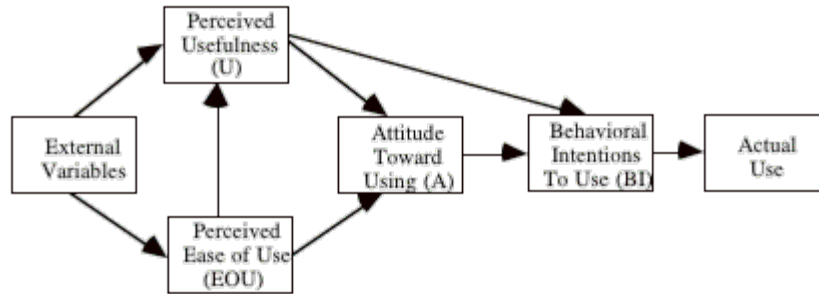 Perceived
Usefulness
(U)
External
Variables
Attitude
Toward
Using (A)
Behavioral
Intentions
To Use (BI)
Actual
Use
Perceived
Ease of Use
(EOU)